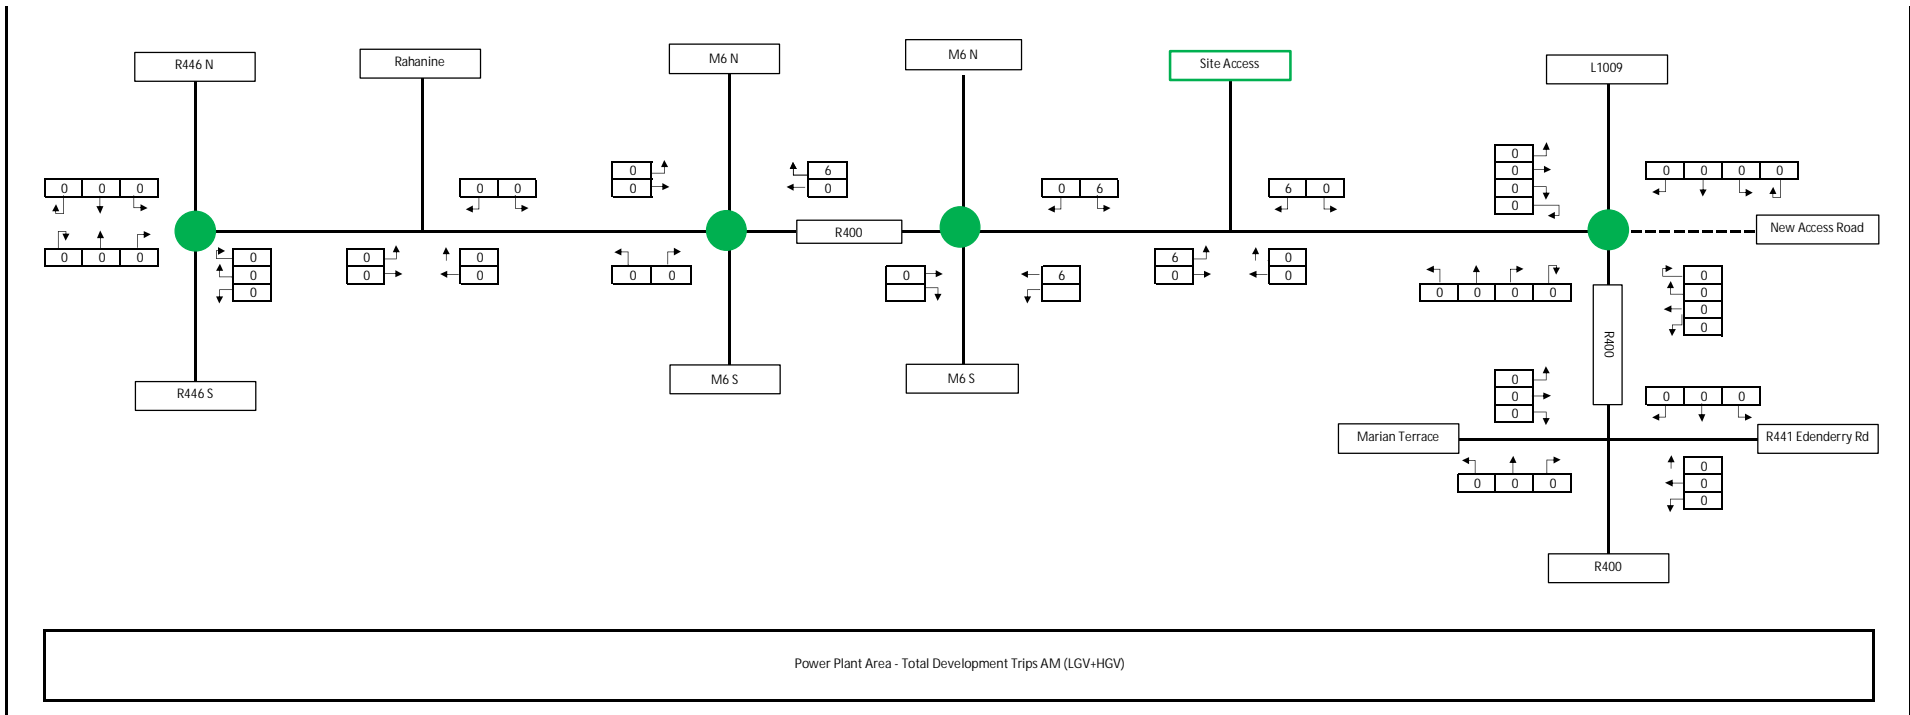 R446 N
Rahanine
M6 N
M6 N
Site Access
L1009
0
0
0
0
0 0 0 0
0
0
6
0
0 0 0
0 0
0 6
6 0
R400
New Access Road
0 0 0
0
0
0
0
0
0
0
0 0
0
6
6
0
0
0
0 0 0 0
0
0
0
0
R400
M6 S
M6 S
R446 S
0
0
0
0 0 0
Marian Terrace
R441 Edenderry Rd
0 0 0
0
0
0
R400
Power Plant Area - Total Development Trips AM (LGV+HGV)